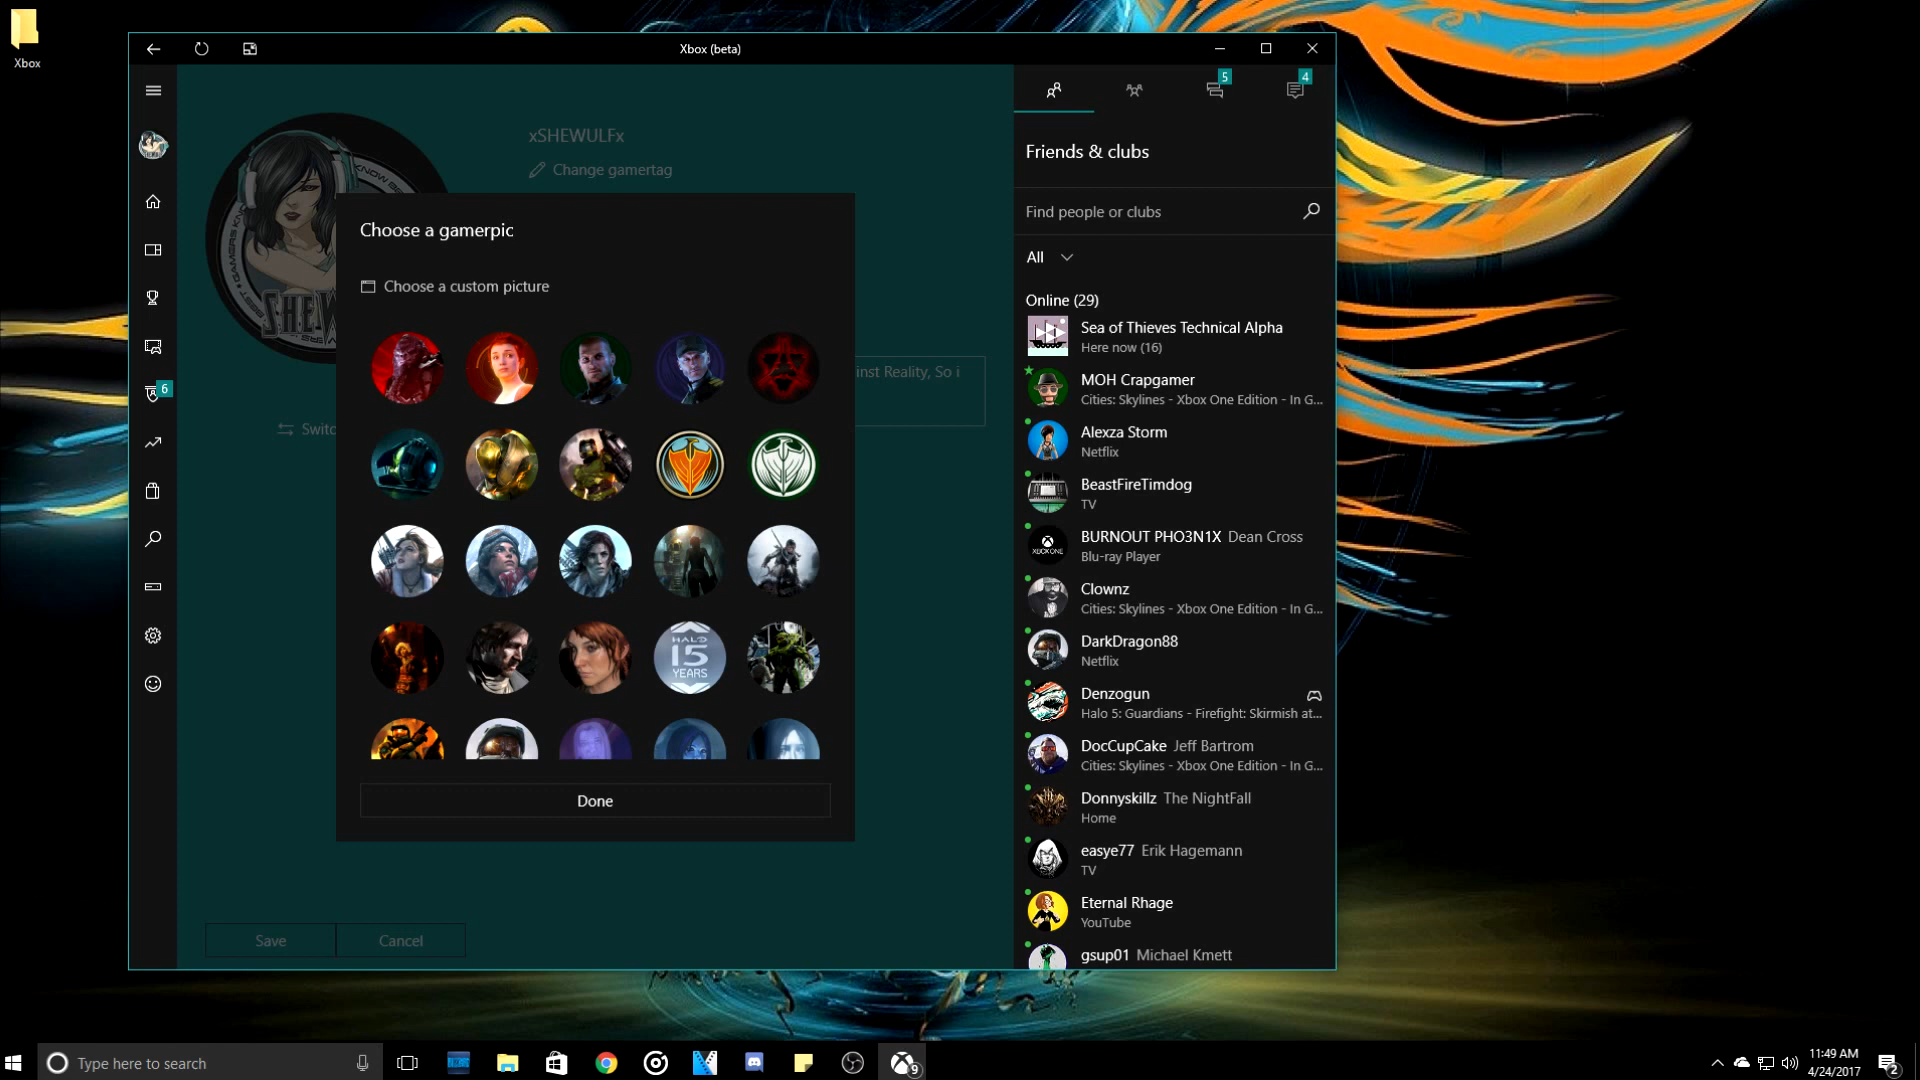 Xbox
Xbox (beta)
xSHEWULFx
Change gamertag
Choose a gamerpic
Choose a custom picture
inst Reality, So i
Switc
6
HALO
15
YEARS
Done
Save
Cancel
5
4
Friends & clubs
Find people or clubs
All
Online (29)
Sea of Thieves Technical Alpha
Here now (16)
MOH Crapgamer
Cities: Skylines - Xbox One Edition - In G...
Alexza Storm
Netflix
BeastFireTimdog
TV
XBOX ONE
BURNOUT PHO3N1X Dean Cross
Blu-ray Player
Clownz
Cities: Skylines - Xbox One Edition - In G...
DarkDragon88
Netflix
Denzogun
Halo 5: Guardians - Firefight: Skirmish at...
DocCupCake Jeff Bartrom
Cities: Skylines - Xbox One Edition - In G...
Donnyskillz The NightFall
Home
easye77 Erik Hagemann
TV
Eternal Rhage
YouTube
gsup01 Michael Kmett
Type here to search
9
11:49 AM
4/24/2017
2